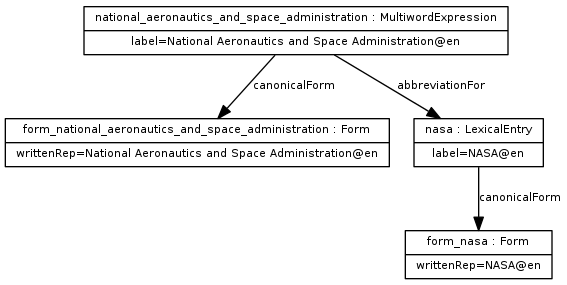 national_aeronautics_and_space_administration : MultiwordExpression
label=National Aeronautics and Space Administration@en
canonicalForm
abbreviationFor
form_national_aeronautics_and_space_administration : Form
writtenRep=National Aeronautics and Space Administration@en
nasa : LexicalEntry
label=NASA@en
canonicalForm
form_nasa : Form
writtenRep=NASA@en